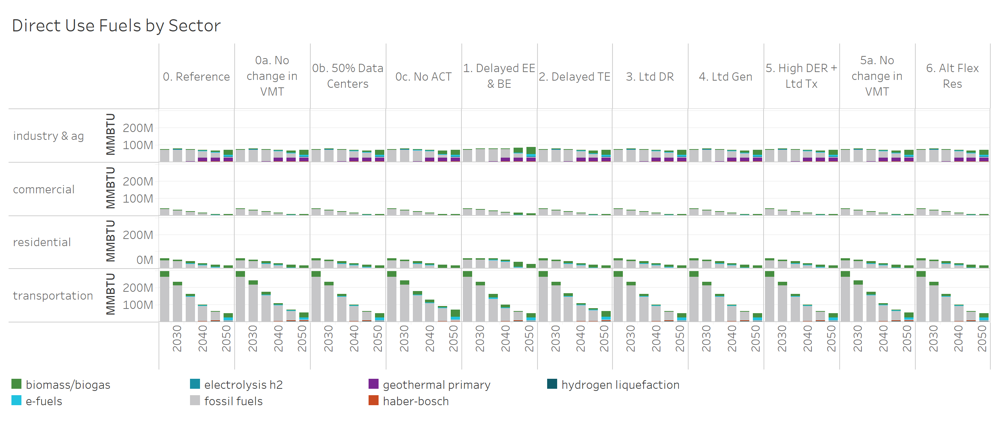 Direct Use Fuels by Sector
0. Reference
0a. No
change in
VMT
0b. 50% Data
Centers
0c. No ACT
1. Delayed EE
& BE
2. Delayed TE
3. Ltd DR
4. Ltd Gen
5. High DER +
Ltd Tx
5a. No
change in
VMT
6. Alt Flex
Res
industry & ag
MMBTU
200M
100M
commercial
MMBTU
200M
100M
residential
MMBTU
200M
0M
transportation
MMBTU
200M
100M
2030 2040 2050 2030 2040 2050 2030 2040 2050 2030 2040 2050 2030 2040 2050 2030 2040 2050 2030 2040 2050 2030 2040 2050 2030 2040 2050 2030 2040 2050 2030 2040 2050
biomass/biogas electrolysis h2 geothermal primary hydrogen liquefaction
e-fuels fossil fuels haber-bosch